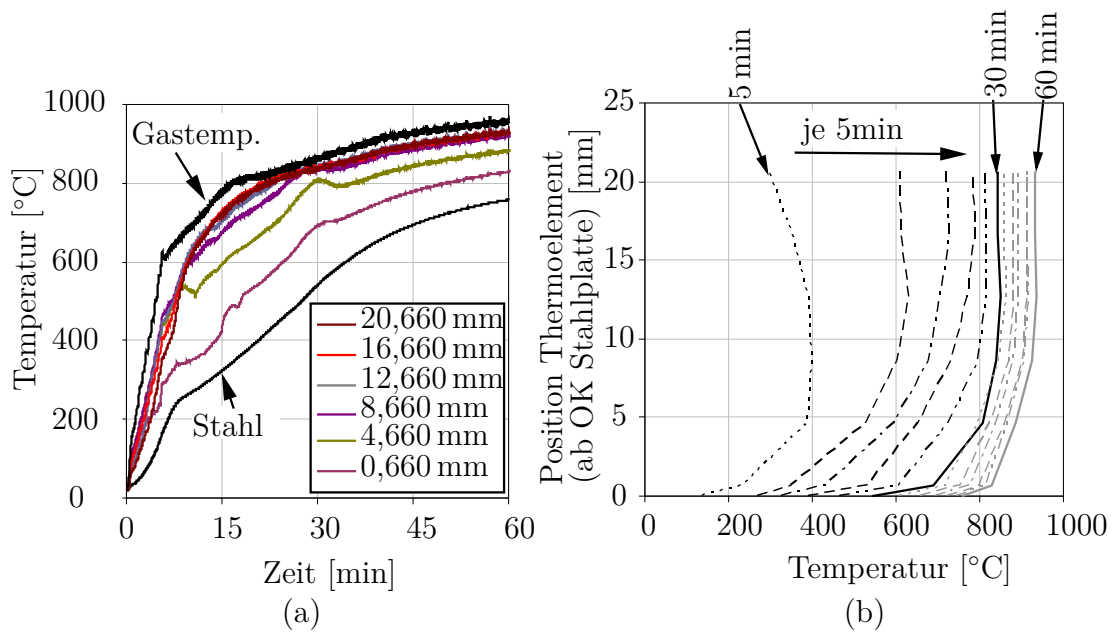 (a)
(b)
1000
800
600
400
200
0
Temperatur [°C]
Gastemp.
Stahl
20,660 mm
16,660 mm
12,660 mm
8,660 mm
4,660 mm
0,660 mm
0
15
30
45
60
Zeit [min]
(a)
5 min
30 min
60 min
25
20
15
10
5
0
Position Thermoelement
(ab OK Stahlplatte) [mm]
je 5min
0
200
400
600
800
1000
Temperatur [°C]
(b)